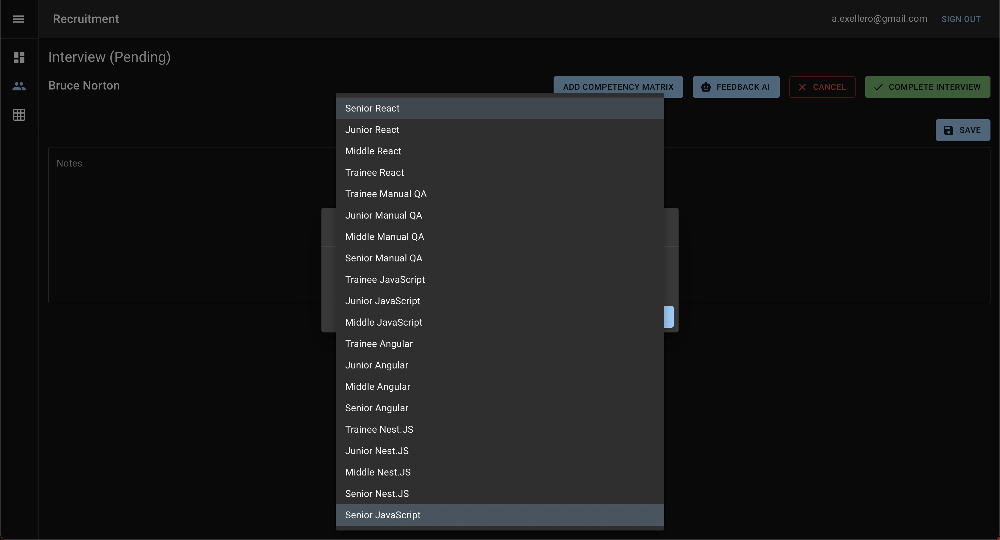 Recruitment
a.exellero@gmail.com SIGN OUT
Interview (Pending)
Bruce Norton
ADD COMPETENCY MATRIX FEEDBACK AI CANCEL COMPLETE INTERVIEW
SAVE
Notes
Senior React
Junior React
Middle React
Trainee React
Trainee Manual QA
Junior Manual QA
Middle Manual QA
Senior Manual QA
Trainee JavaScript
Junior JavaScript
Middle JavaScript
Trainee Angular
Junior Angular
Middle Angular
Senior Angular
Trainee Nest.JS
Junior Nest.JS
Middle Nest.JS
Senior Nest.JS
Senior JavaScript